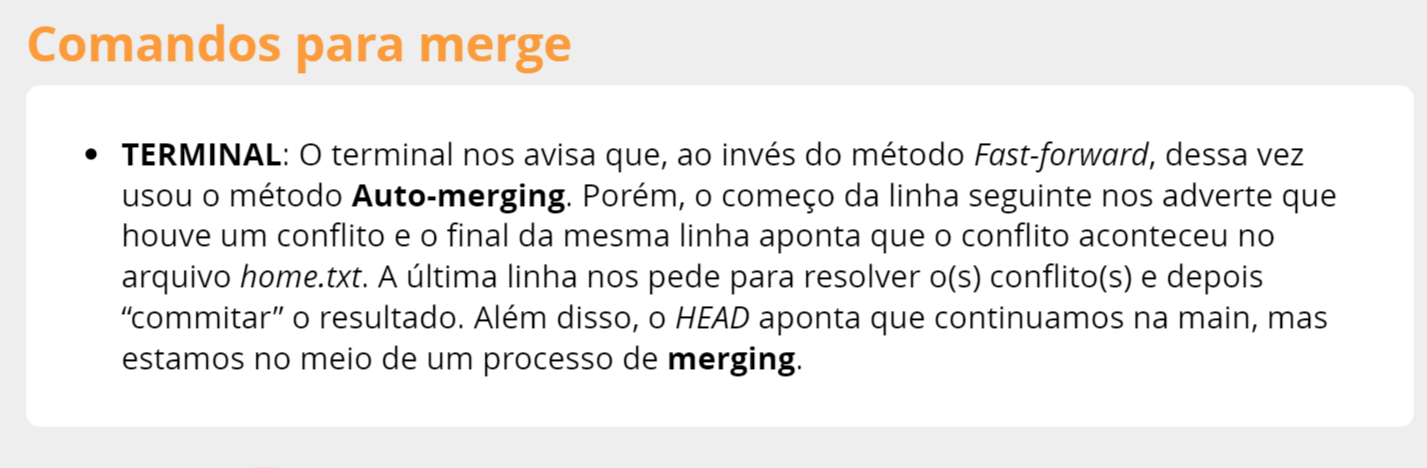 Comandos para merge
• TERMINAL: O terminal nos avisa que, ao invés do método Fast-forward, dessa vez
usou o método Auto-merging. Porém, o começo da linha seguinte nos adverte que
houve um conflito e o final da mesma linha aponta que o conflito aconteceu no
arquivo home.txt. A última linha nos pede para resolver o(s) conflito(s) e depois
“commitar” o resultado. Além disso, o HEAD aponta que continuamos na main, mas
estamos no meio de um processo de merging.